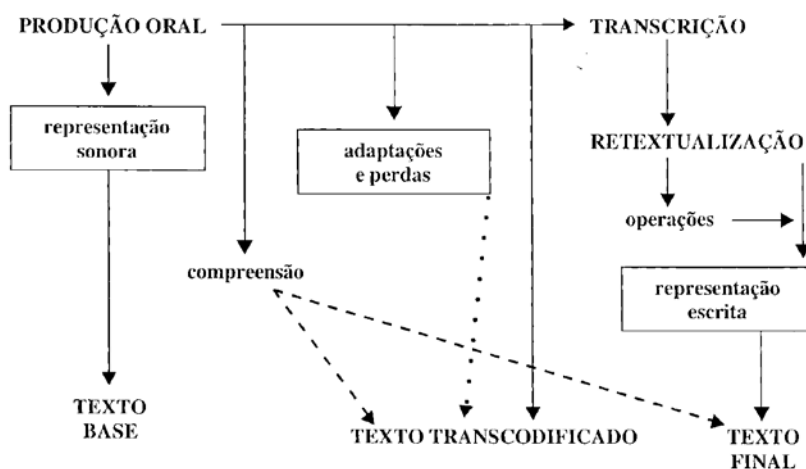 PRODUÇÃO ORAL
TRANSCRIÇÃO
representação
sonora
adaptações
e perdas
RETEXTUALIZAÇÃO
operações
compreensão
representação
escrita
TEXTO
BASE
TEXTO TRANSCODIFICADO
TEXTO
FINAL